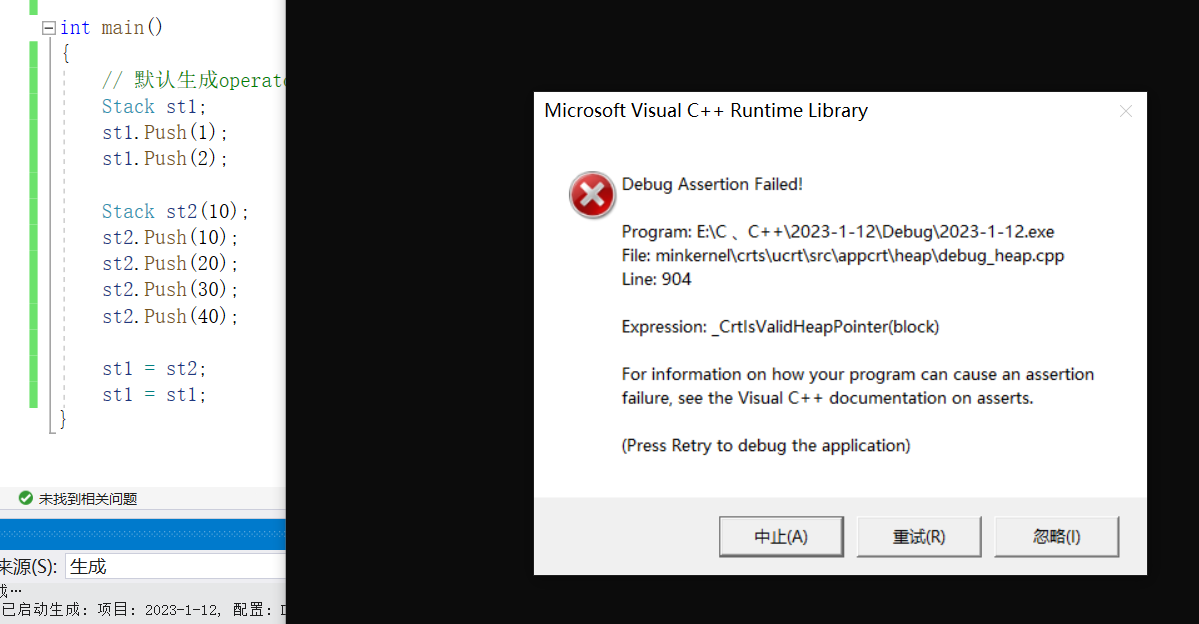 int main()
{
// 默认生成operat
Stack st1;
st1.Push(1);
st1.Push(2);
Stack st2(10);
st2.Push(10);
st2.Push(20);
st2.Push(30);
st2.Push(40);
st1 = st2;
st1 = st1;
}
未找到相关问题
来源(S): 生成
已启动生成: 项目: 2023-1-12, 配置:
Microsoft Visual C++ Runtime Library
Debug Assertion Failed!
Program: E:\C 、C++\2023-1-12\Debug\2023-1-12.exe
File: minkernel\crts\ucrt\src\appcrt\heap\debug_heap.cpp
Line: 904
Expression: _CrtIsValidHeapPointer(block)
For information on how your program can cause an assertion
failure, see the Visual C++ documentation on asserts.
(Press Retry to debug the application)
中止(A) 重试(R) 忽略(I)